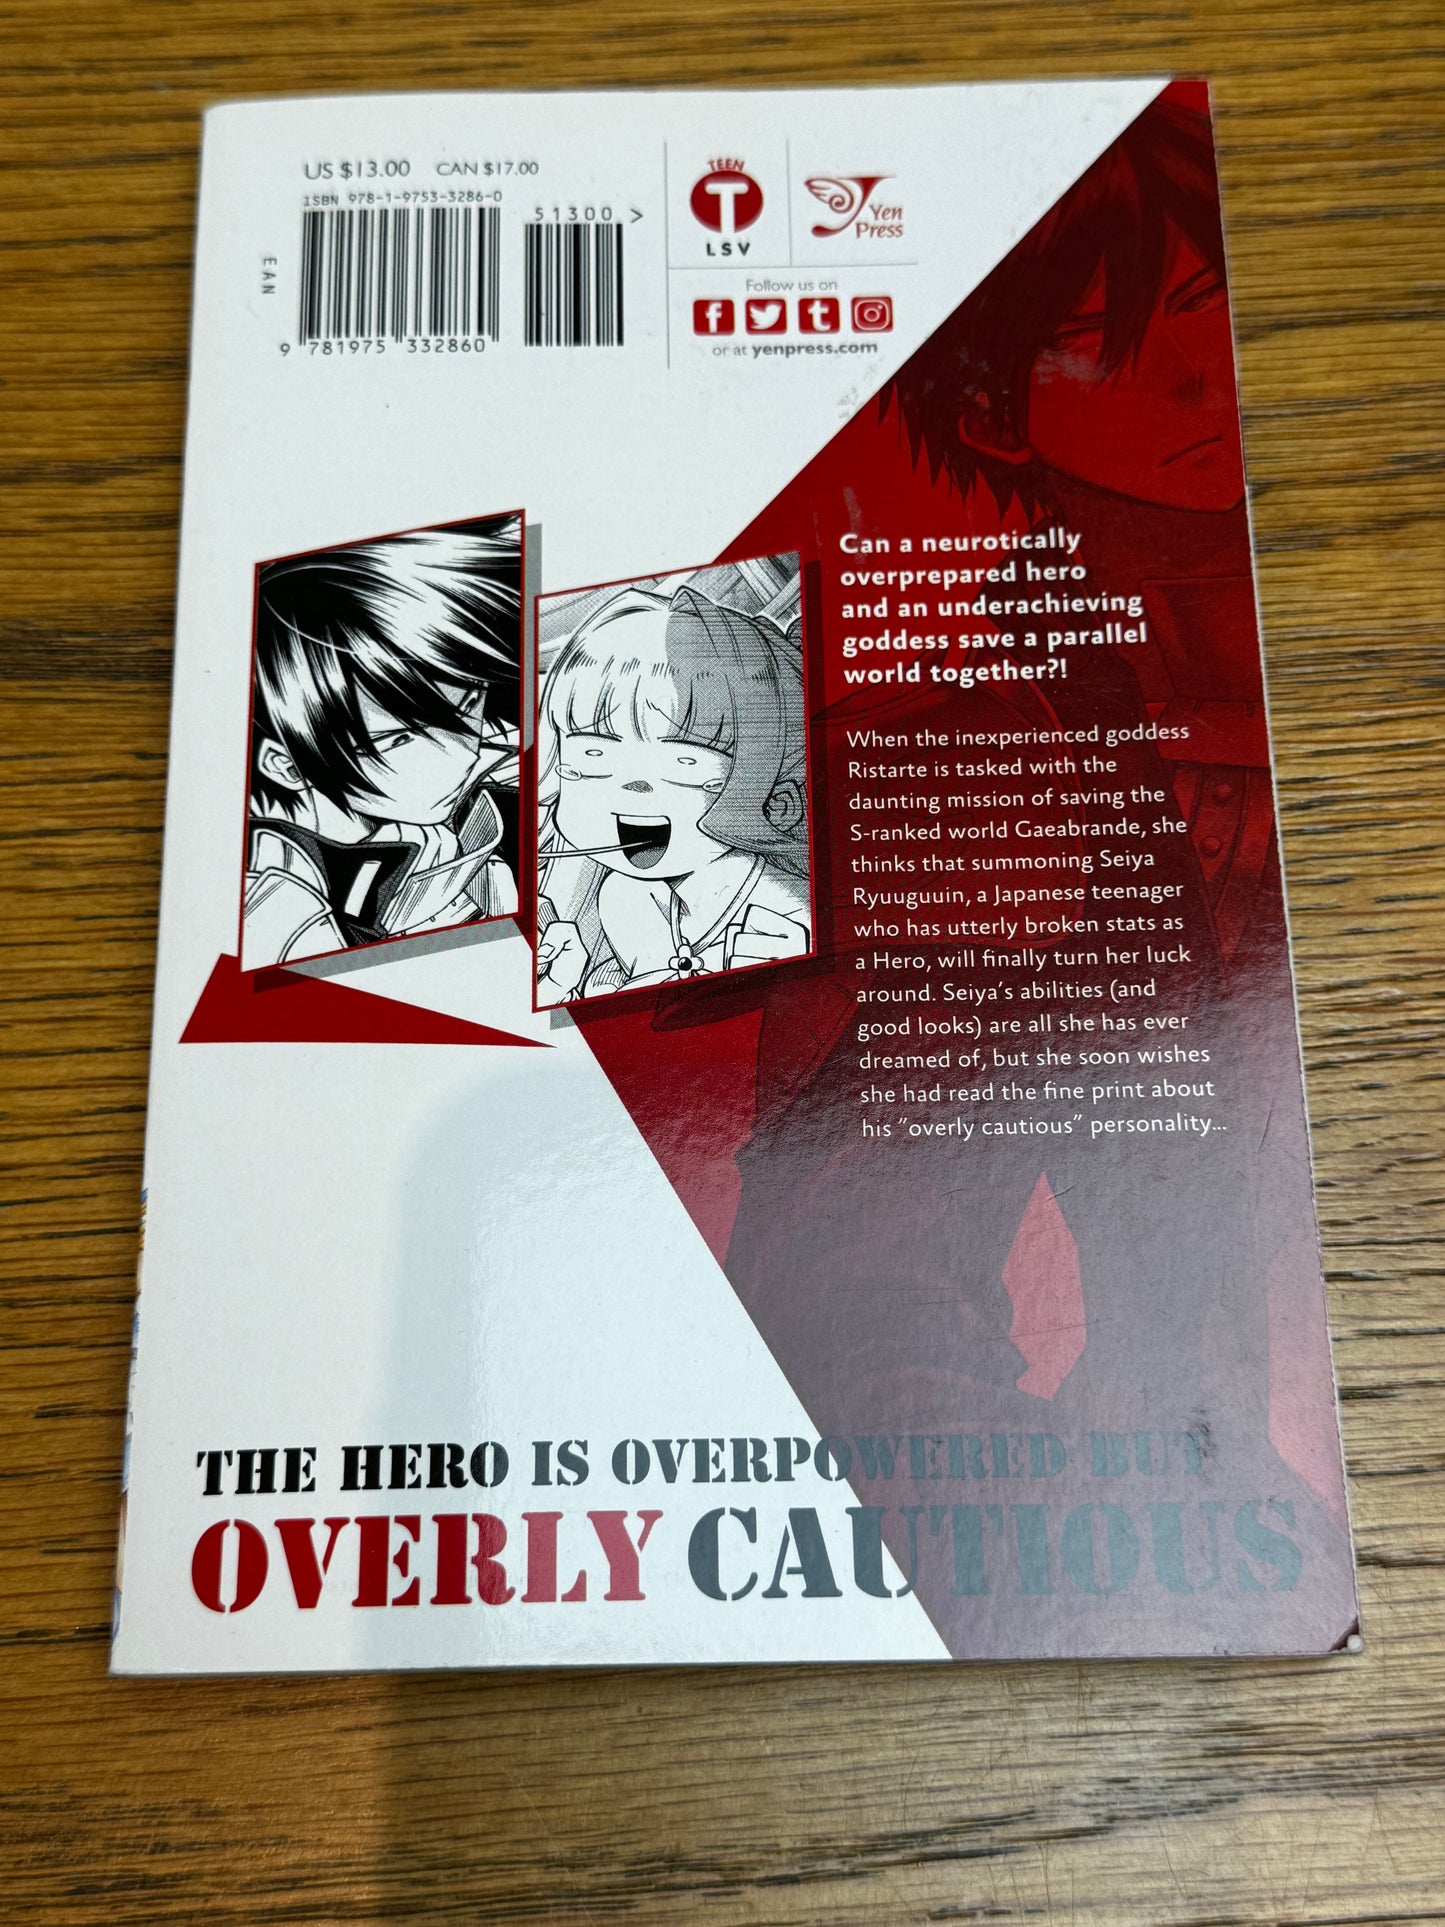 US $13.00 CAN $17.00
ISBN 978-1-9753-3286-0
51300 >
EAN
9 781975 332860
TEEN
T
LSV
Yen
Press
Follow us on
f t
or at yenpress.com
Can a neurotically
overprepared hero
and an underachieving
goddess save a parallel
world together?!
When the inexperienced goddess
Ristarte is tasked with the
daunting mission of saving the
S-ranked world Gaeabrande, she
thinks that summoning Seiya
Ryuuguuin, a Japanese teenager
who has utterly broken stats as
a Hero, will finally turn her luck
around. Seiya's abilities (and
good looks) are all she has ever
dreamed of, but she soon wishes
she had read the fine print about
his "overly cautious" personality...
THE HERO IS OVERPOWERED BUT
OVERLY CAUTIOUS